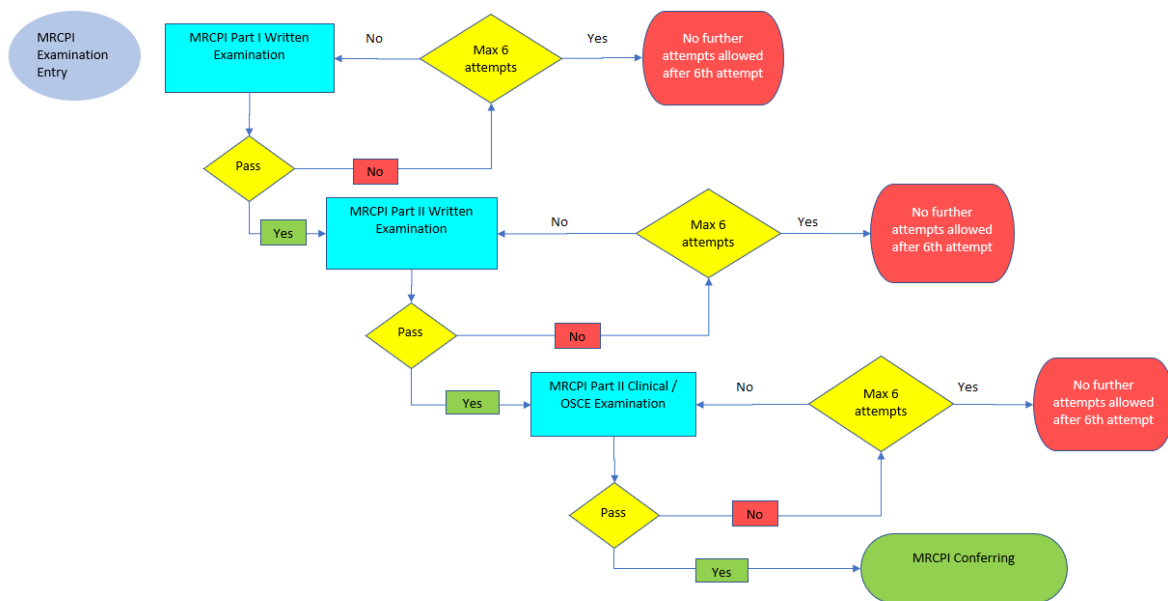 MRCPI
Examination
Entry
MRCPI Part I Written
Examination
No
Max 6
attempts
Yes
No further
attempts allowed
after 6th attempt
Pass
No
Yes
MRCPI Part II Written
Examination
No
Max 6
attempts
Yes
No further
attempts allowed
after 6th attempt
Pass
No
Yes
MRCPI Part II Clinical /
OSCE Examination
No
Max 6
attempts
Yes
No further
attempts allowed
after 6th attempt
Pass
No
Yes
MRCPI Conferring